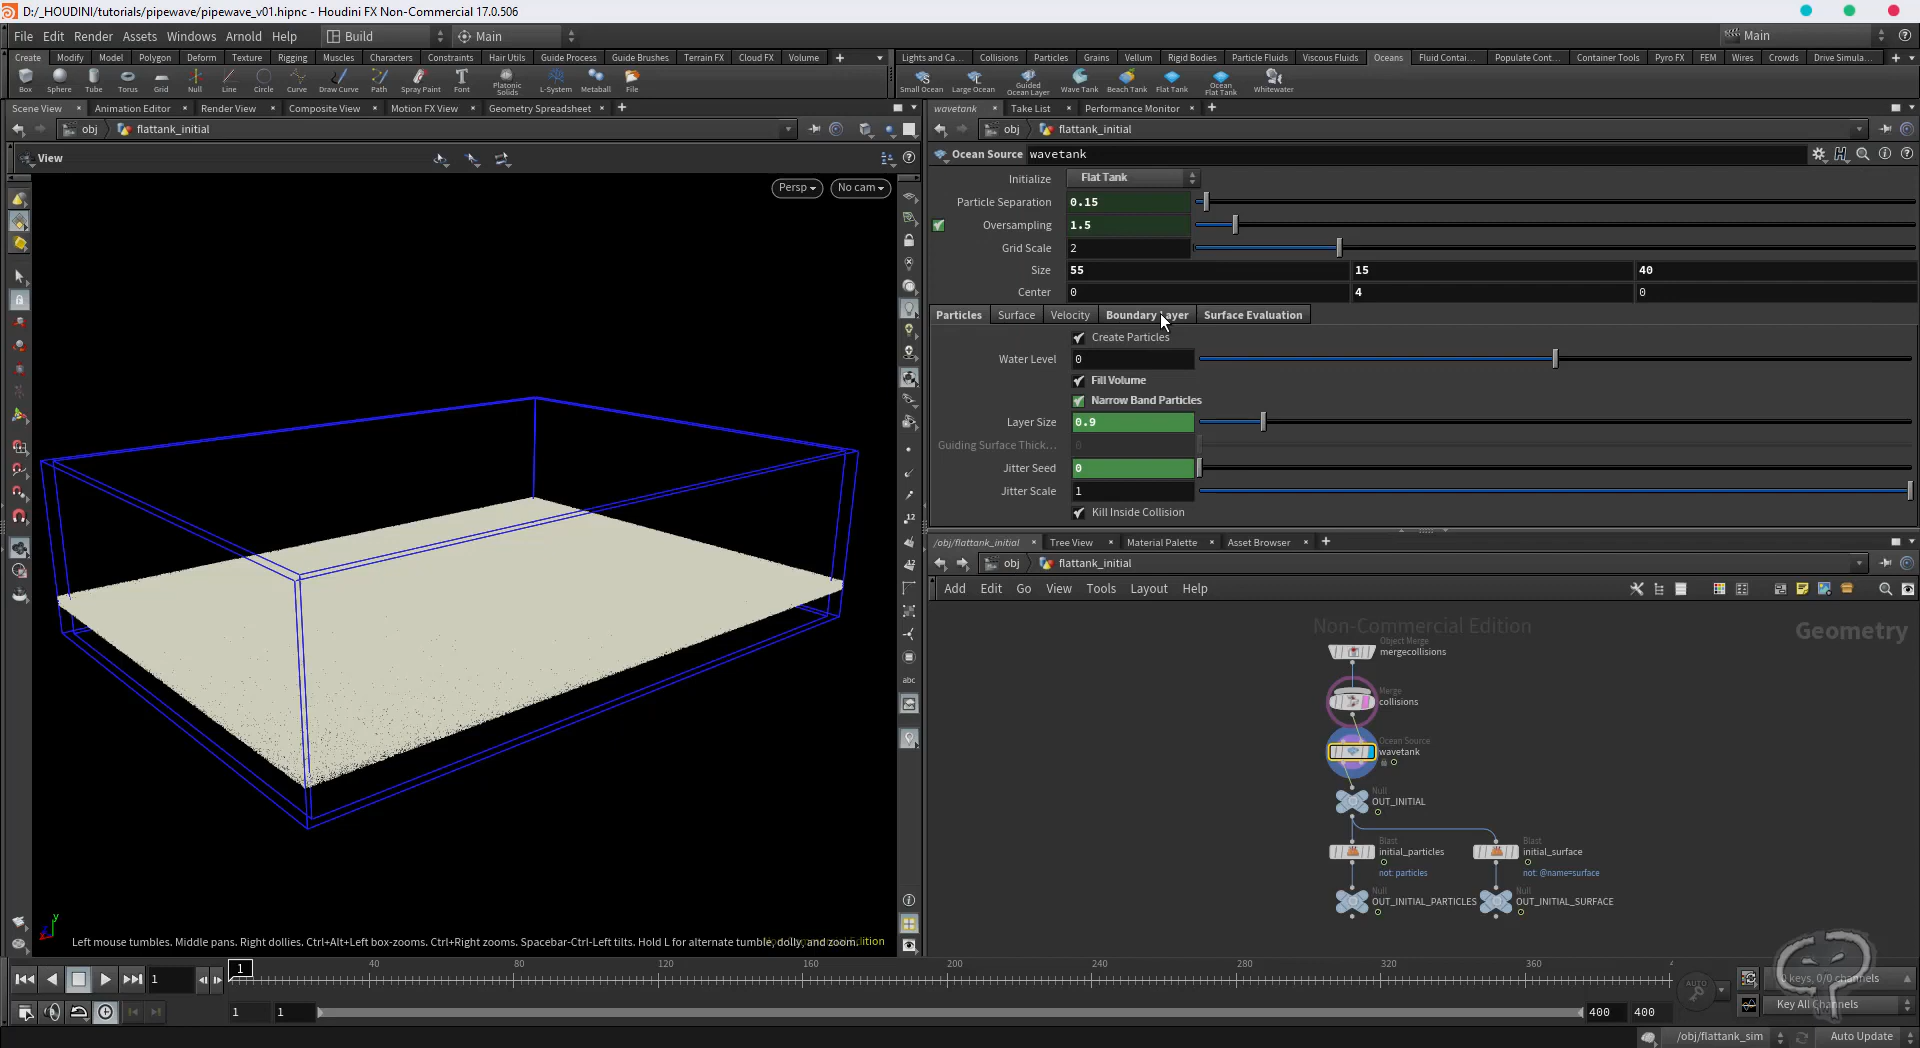 D:/_HOUDINI/tutorials/pipewave/pipewave_v01.hipnc - Houdini FX Non-Commercial 17.0.506
File Edit Render Assets Windows Arnold Help Build Main Main
Create Modify Model Polygon Deform Texture Rigging Muscles Characters Constraints Hair Utils Guide Process Guide Brushes Terrain FX Cloud FX Volume
Lights and Ca... Collisions Particles Grains Vellum Rigid Bodies Particle Fluids Viscous Fluids Oceans Fluid Contai... Populate Cont... Container Tools Pyro FX FEM Wires Crowds Drive Simula...
Box Sphere Tube Torus Grid Null Line Circle Curve Draw Curve Path Spray Paint Font Platonic Solids L-System Metaball File
Small Ocean Large Ocean Guided Ocean Layer Wave Tank Beach Tank Flat Tank Ocean Flat Tank Whitewater
Scene View Animation Editor Render View Composite View Motion FX View Geometry Spreadsheet
wavetank Take List Performance Monitor
obj flattank_initial
obj flattank_initial
View
Persp No cam
Ocean Source wavetank
Initialize Flat Tank
Particle Separation 0.15
Oversampling 1.5
Grid Scale 2
Size 55 15 40
Center 0 4 0
Particles Surface Velocity Boundary Layer Surface Evaluation
Create Particles
Water Level 0
Fill Volume
Narrow Band Particles
Layer Size 0.9
Guiding Surface Thick... 0
Jitter Seed 0
Jitter Scale 1
Kill Inside Collision
/obj/flattank_initial Tree View Material Palette Asset Browser
obj flattank_initial
Add Edit Go View Tools Layout Help
Non-Commercial Edition
Geometry
Object Merge
mergecollisions
Merge
collisions
Ocean Source
wavetank
Null
OUT_INITIAL
Blast
initial_particles
not: particles
Blast
initial_surface
not: @name=surface
Null
OUT_INITIAL_PARTICLES
Null
OUT_INITIAL_SURFACE
12
abc
y
Left mouse tumbles. Middle pans. Right dollies. Ctrl+Alt+Left box-zooms. Ctrl+Right zooms. Spacebar-Ctrl-Left tilts. Hold L for alternate tumble, dolly, and zoom.
Edition
1 1 40 80 120 160 200 240 280 320 360
AUTO
0 keys, 0/0 channels
1 1 400 400
Key All Channels
/obj/flattank_sim Auto Update